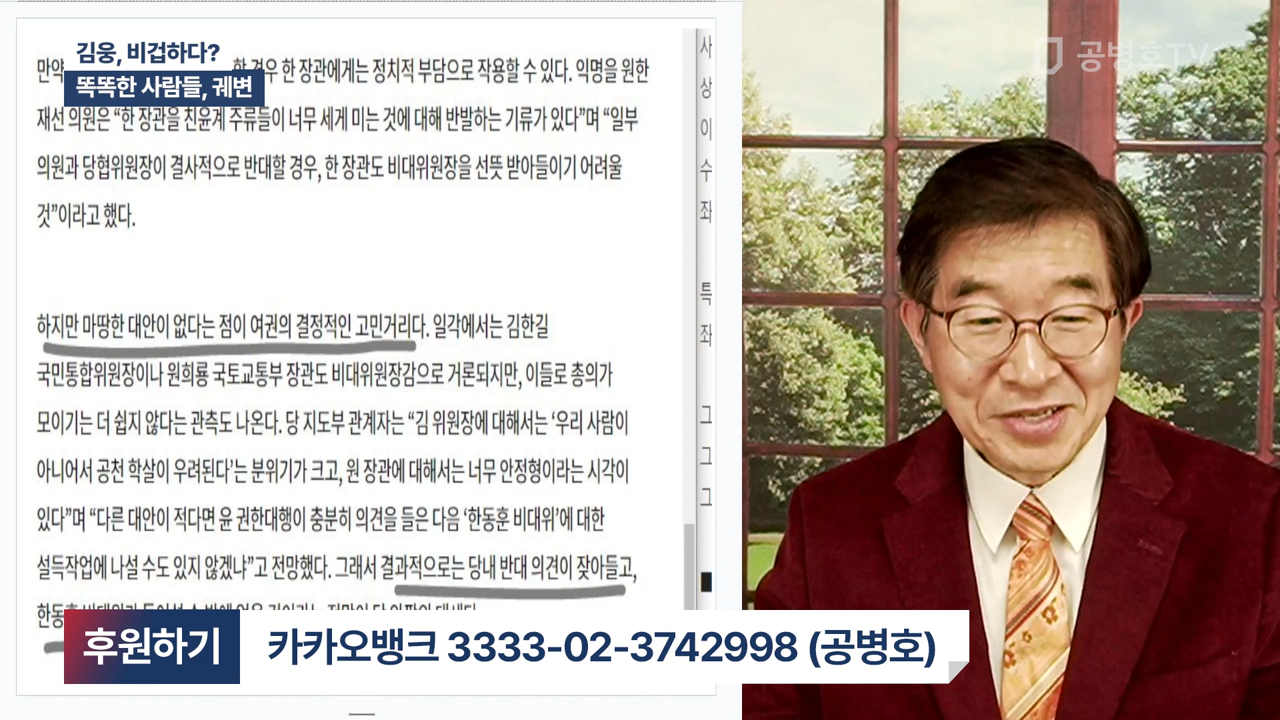 김웅, 비겁하다?
똑똑한 사람들, 궤변
공병호TV
만약 경우 한 장관에게는 정치적 부담으로 작용할 수 있다. 익명을 원한
재선 의원은 “한 장관을 친윤계 주류들이 너무 세게 미는 것에 대해 반발하는 기류가 있다”며 “일부
의원과 당협위원장이 결사적으로 반대할 경우, 한 장관도 비대위원장을 선뜻 받아들이기 어려울
것”이라고 했다.
하지만 마땅한 대안이 없다는 점이 여권의 결정적인 고민거리다. 일각에서는 김한길
국민통합위원장이나 원희룡 국토교통부 장관도 비대위원장감으로 거론되지만, 이들로 총의가
모이기는 더 쉽지 않다는 관측도 나온다. 당 지도부 관계자는 “김 위원장에 대해서는 ‘우리 사람이
아니어서 공천 학살이 우려된다’는 분위기가 크고, 원 장관에 대해서는 너무 안정형이라는 시각이
있다”며 “다른 대안이 적다면 윤 권한대행이 충분히 의견을 들은 다음 ‘한동훈 비대위’에 대한
설득작업에 나설 수도 있지 않겠냐”고 전망했다. 그래서 결과적으로는 당내 반대 의견이 잦아들고,
사
상
이
수
좌
특
좌
그
그
그
후원하기
카카오뱅크 3333-02-3742998 (공병호)